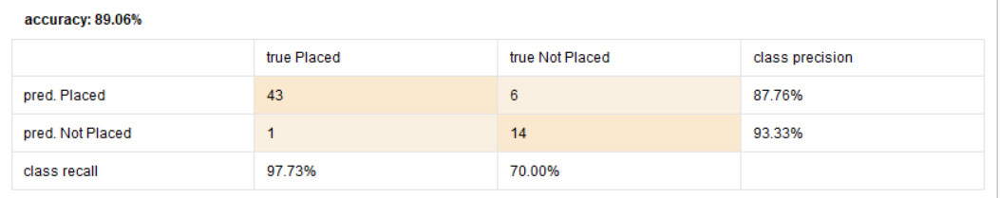 accuracy: 89.06%
true Placed true Not Placed class precision
pred. Placed 43 6 87.76%
pred. Not Placed 1 14 93.33%
class recall 97.73% 70.00%